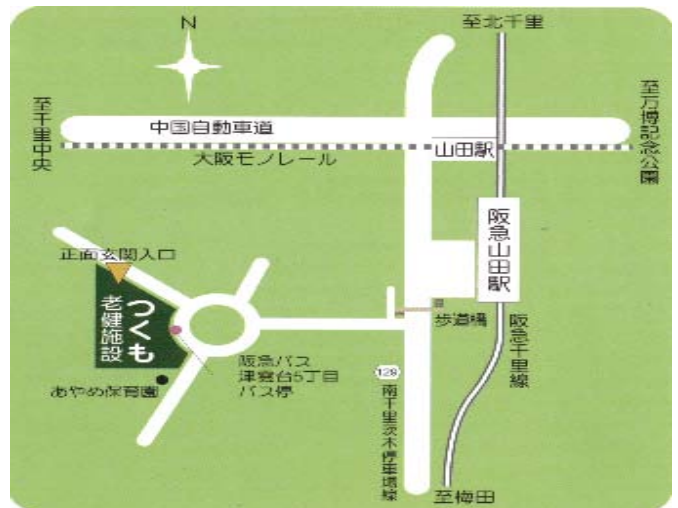 N
至北千里
至千里中央
中国自動車道
大阪モノレール
山田駅
至万博記念公園
阪急山田駅
正面玄関入口
老健施設
つくも
歩道橋
阪急千里線
阪急バス
津雲台5丁目
バス停
あやめ保育園
129
南千里茨木停車場線
至梅田